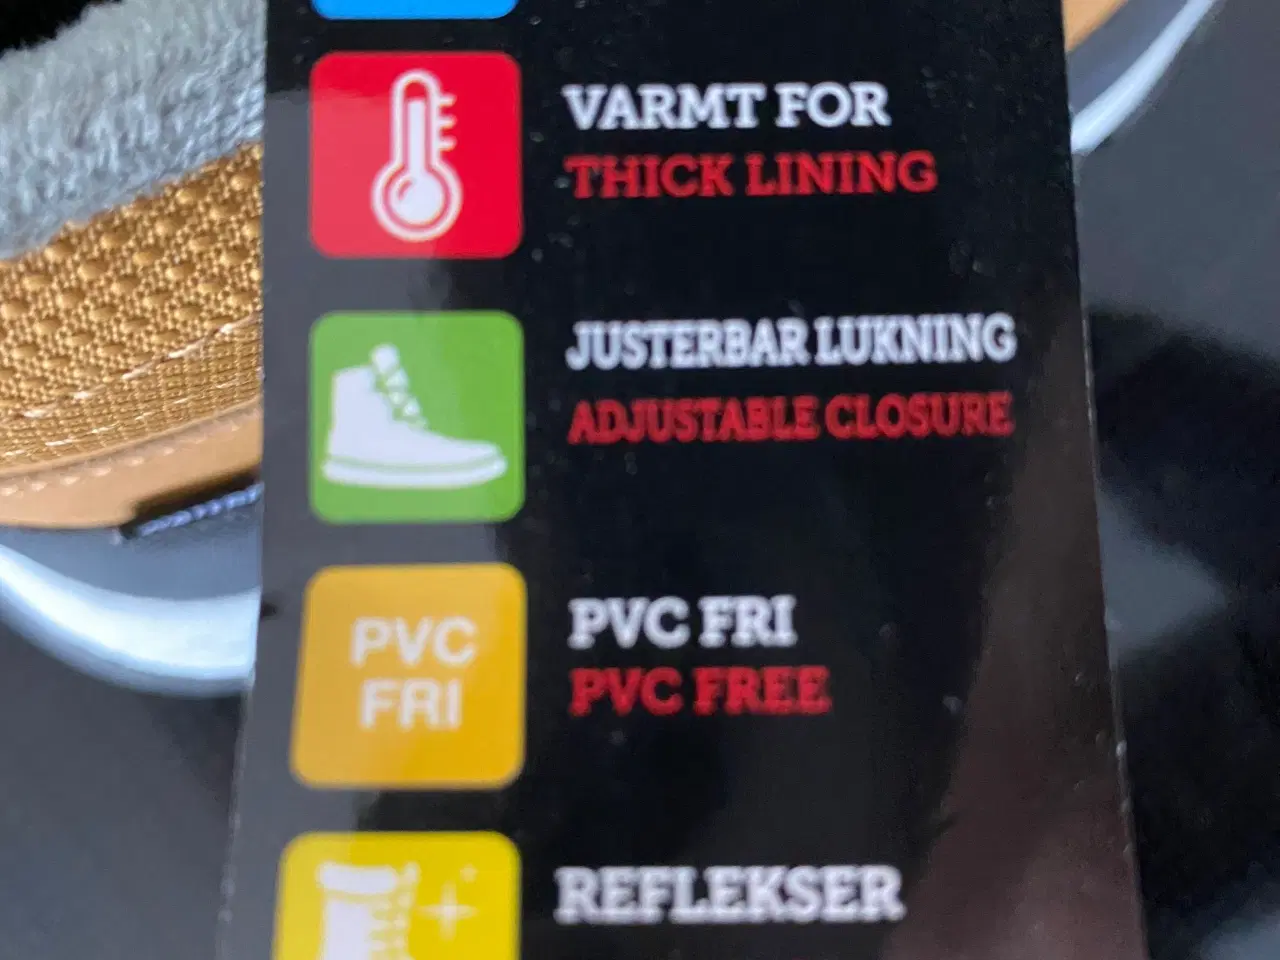 VARMT FOR
THICK LINING
JUSTERBAR LUKNING
ADJUSTABLE CLOSURE
PVC
FRI
PVC FRI
PVC FREE
REFLEKSER